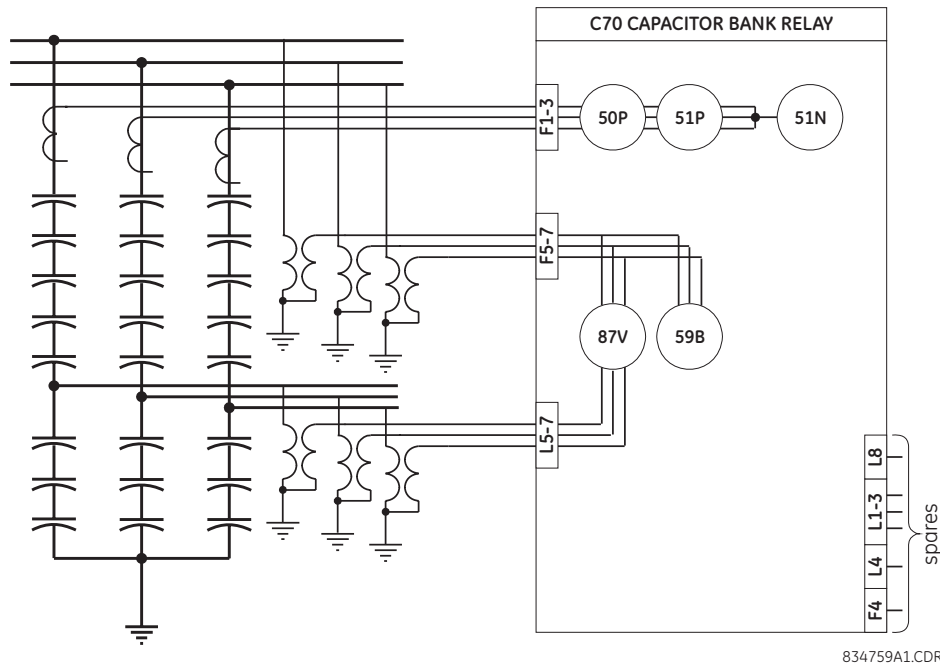 C70 CAPACITOR BANK RELAY
F1-3
50P
51P
51N
F5-7
87V
59B
L5-7
L8
L1-3
L4
F4
spares
834759A1.CDR